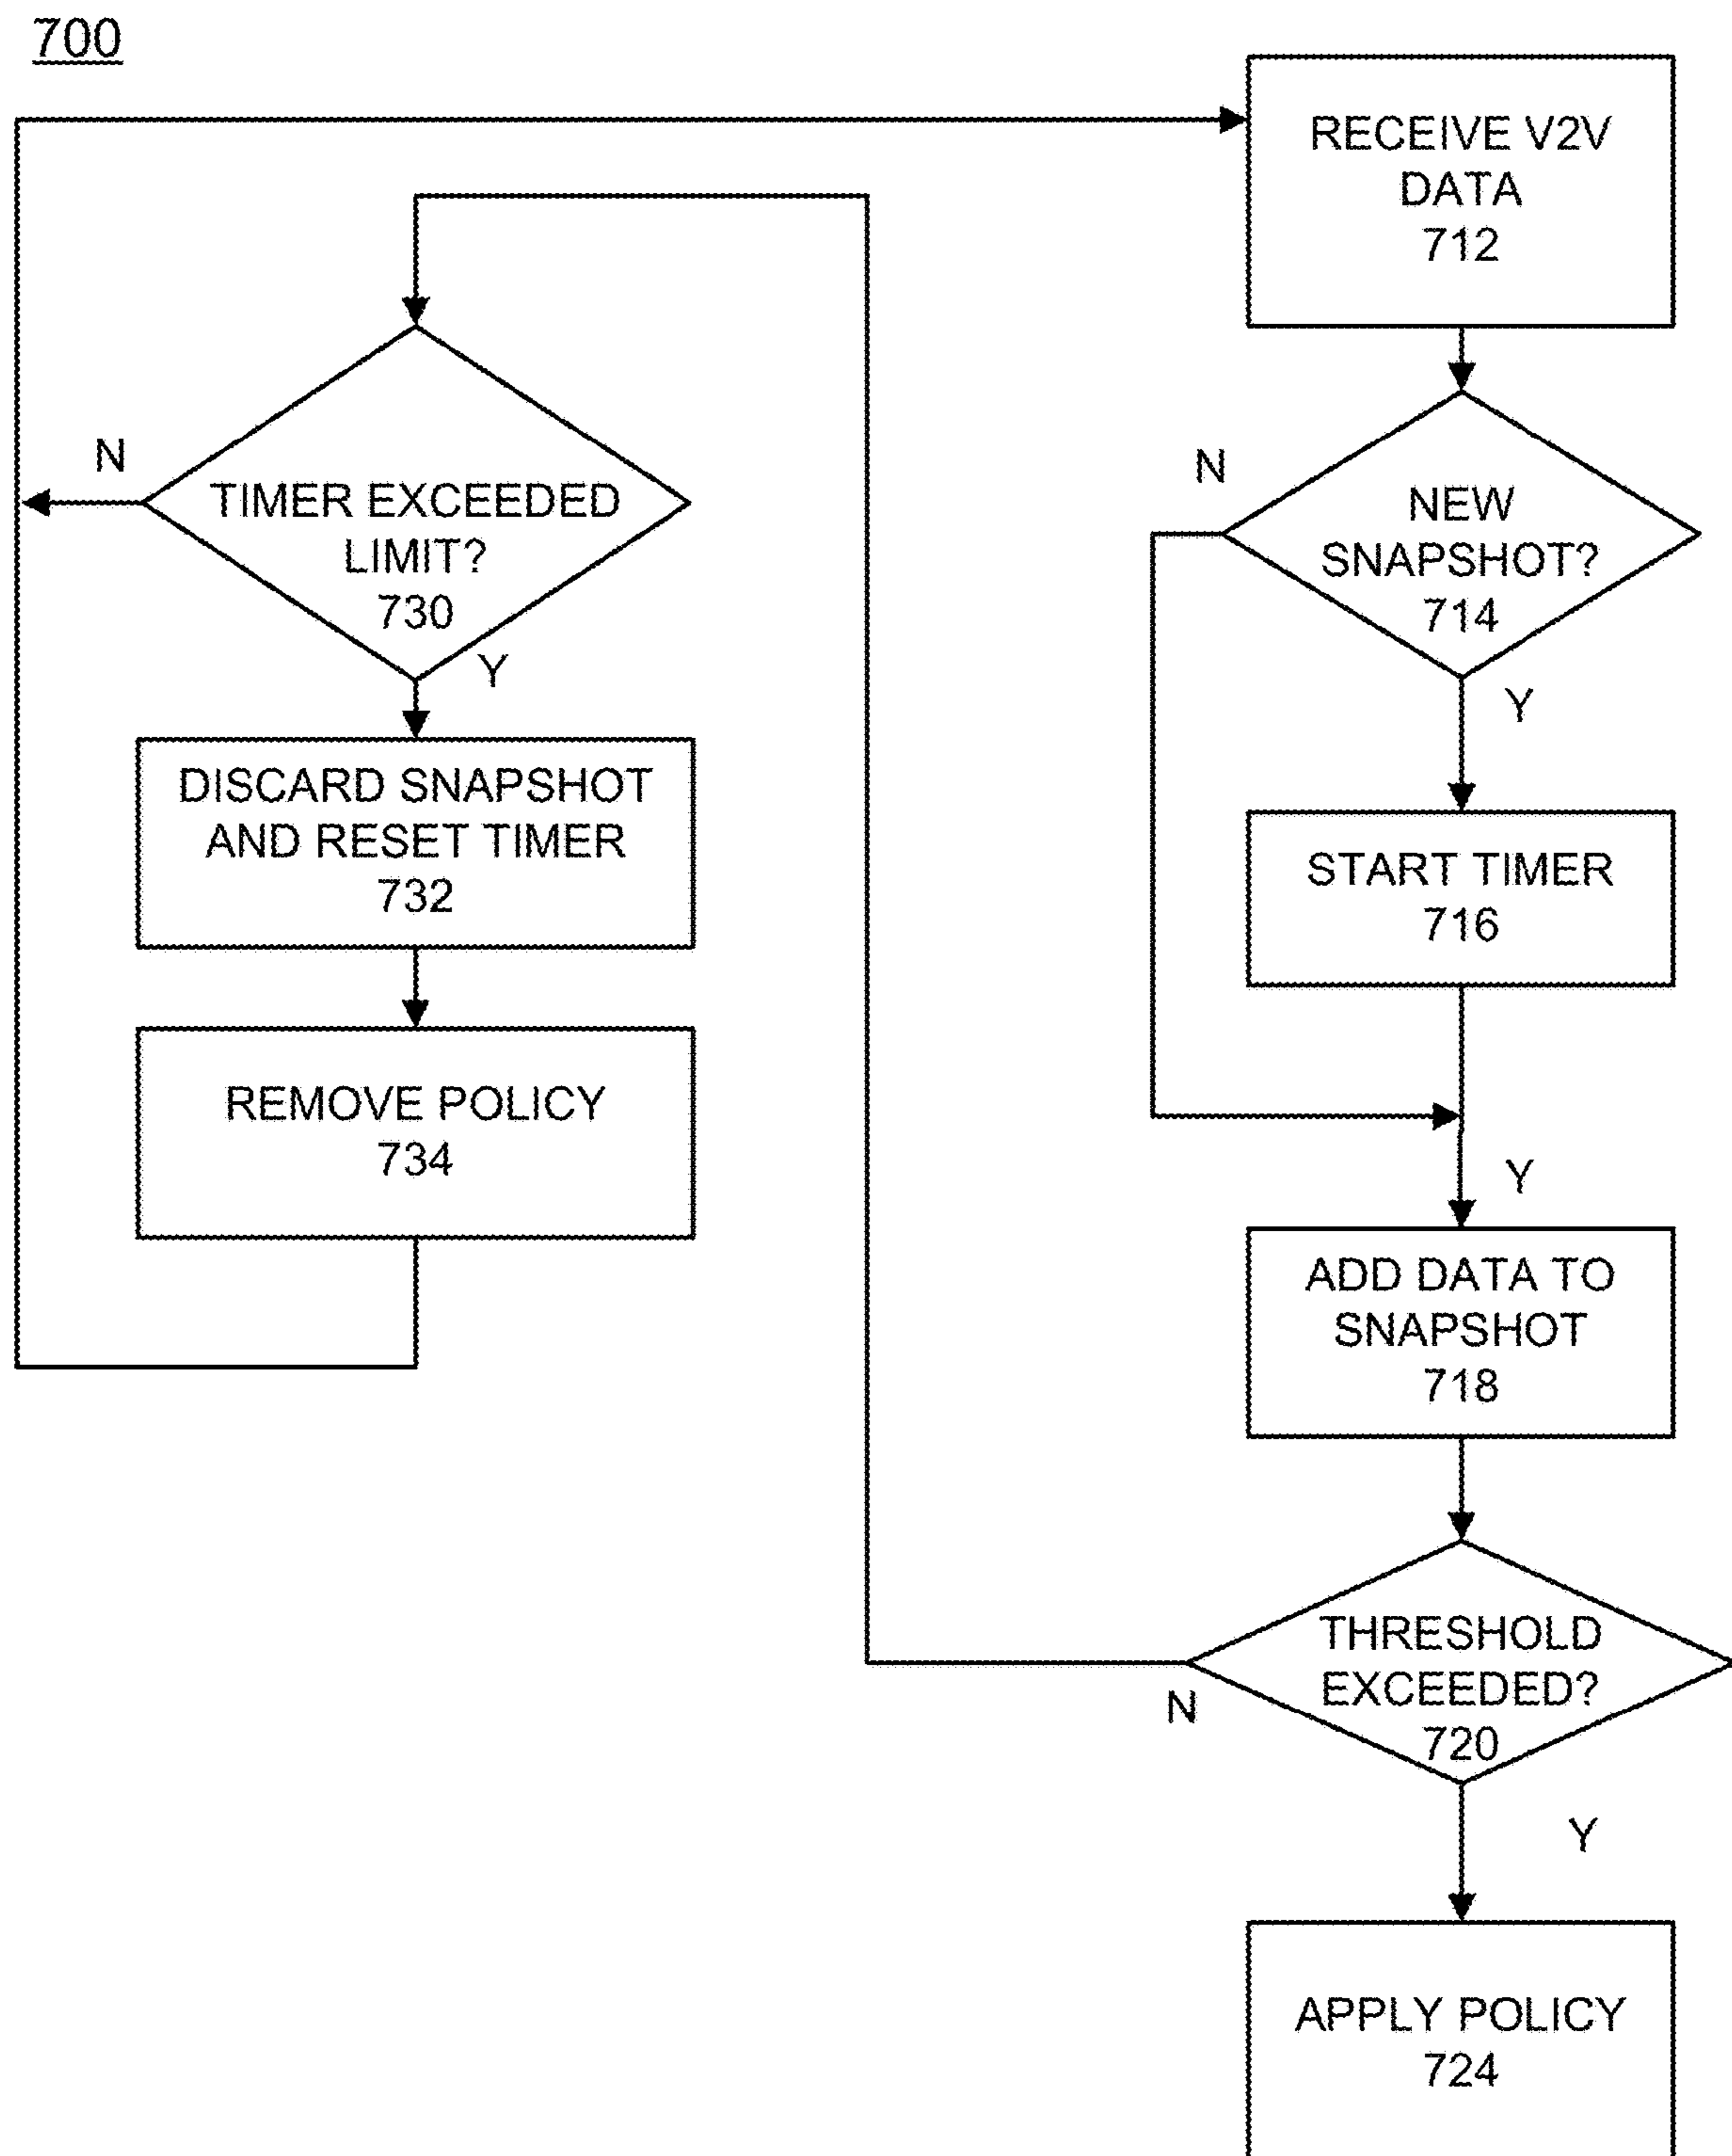 700
RECEIVE V2V
DATA
712
N
NEW
SNAPSHOT?
714
Y
START TIMER
716
Y
ADD DATA TO
SNAPSHOT
718
THRESHOLD
EXCEEDED?
720
N
Y
APPLY POLICY
724
N
TIMER EXCEEDED
LIMIT?
730
Y
DISCARD SNAPSHOT
AND RESET TIMER
732
REMOVE POLICY
734